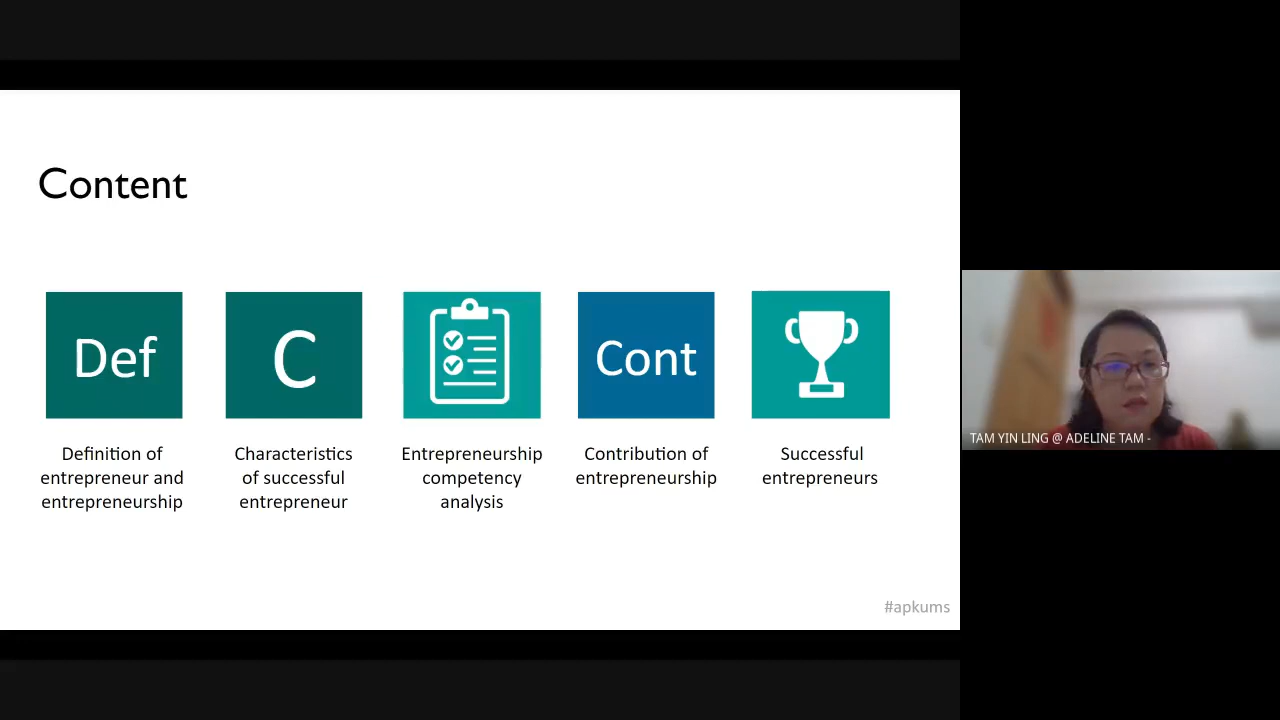 Content
Def
C
Cont
Definition of
entrepreneur and
entrepreneurship
Characteristics
of successful
entrepreneur
Entrepreneurship
competency
analysis
Contribution of
entrepreneurship
Successful
entrepreneurs
#apkums
TAM YIN LING @ ADELINE TAM -